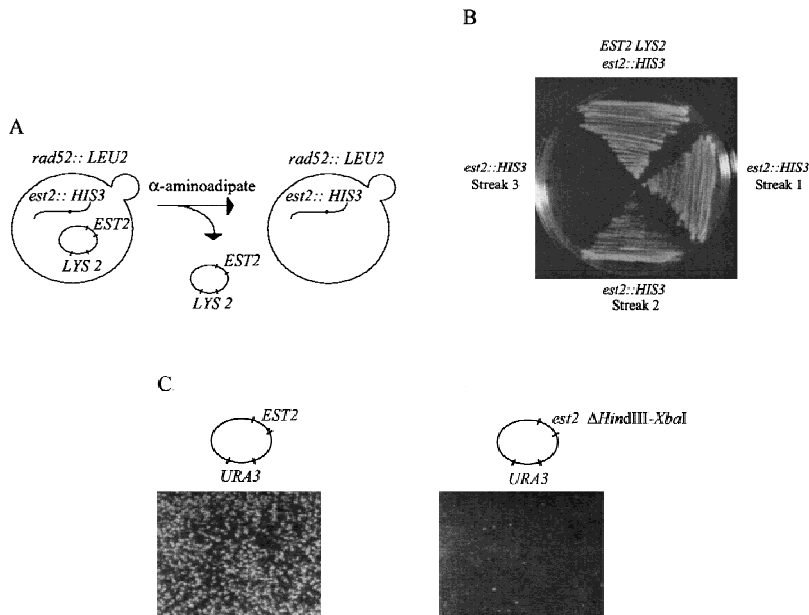 A
rad52:: LEU2
est2:: HIS3
EST2
LYS 2
α-aminoadipate
EST2
LYS 2
rad52:: LEU2
est2:: HIS3
B
EST2 LYS2
est2::HIS3
est2::HIS3
Streak 3
est2::HIS3
Streak 1
est2::HIS3
Streak 2
C
EST2
URA3
est2 ΔHindIII-XbaI
URA3